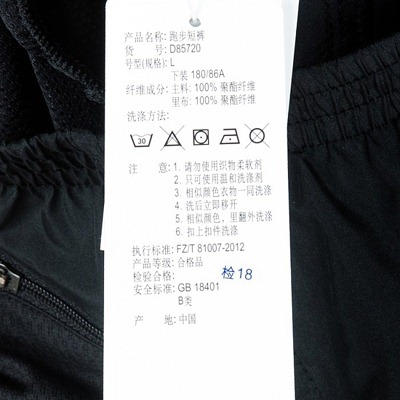 产品名称: 跑步短裤
货 号: D85720
号型(规格): L
下装 180/86A
纤维成分: 主料: 100% 聚酯纤维
里布: 100% 聚酯纤维
洗涤方法:
30
注 意: 1. 请勿使用织物柔软剂
2. 只可使用温和洗涤剂
3. 相似颜色衣物一同洗涤
4. 洗后立即移开
5. 相似颜色, 里翻外洗涤
6. 扣上扣件洗涤
执行标准: FZ/T 81007-2012
产品等级: 合格品
检验合格: 检18
安全标准: GB 18401
B类
产 地: 中国